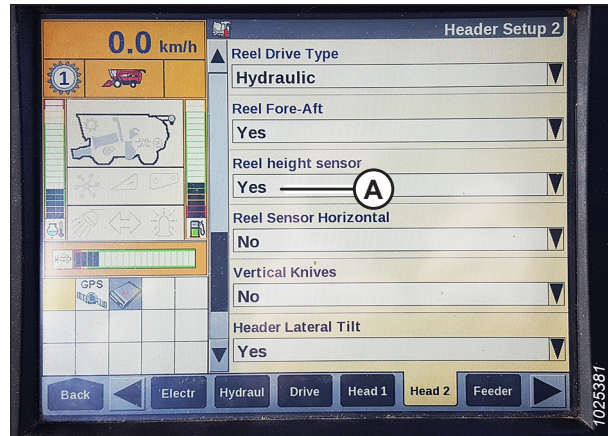 0.0 km/h
Header Setup 2
1
Reel Drive Type
Hydraulic
Reel Fore-Aft
Yes
Reel height sensor
Yes
A
Reel Sensor Horizontal
No
Vertical Knives
No
GPS
Header Lateral Tilt
Yes
Back
Electr
Hydraul
Drive
Head 1
Head 2
Feeder
1025381